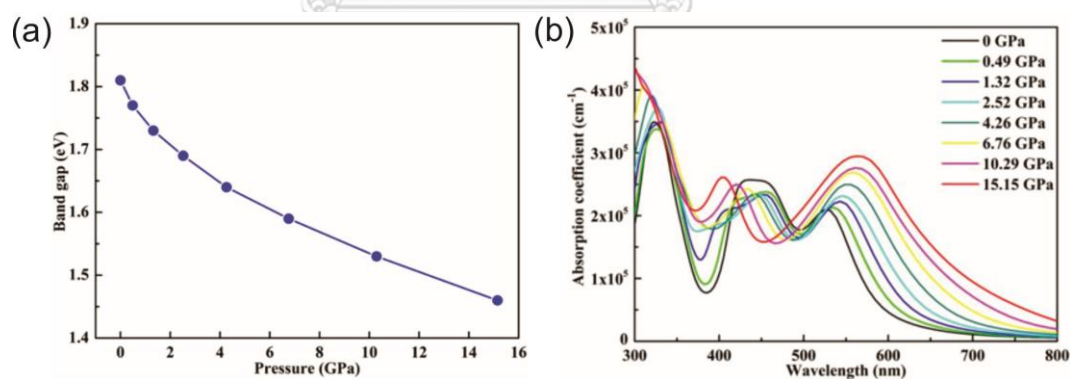 (a)
1.9
1.8
1.7
1.6
1.5
1.4
Band gap (eV)
0 2 4 6 8 10 12 14 16
Pressure (GPa)
(b)
5x10⁵
4x10⁵
3x10⁵
2x10⁵
1x10⁵
0
Absorption coefficient (cm⁻¹)
300 400 500 600 700 800
Wavelength (nm)
0 GPa
0.49 GPa
1.32 GPa
2.52 GPa
4.26 GPa
6.76 GPa
10.29 GPa
15.15 GPa